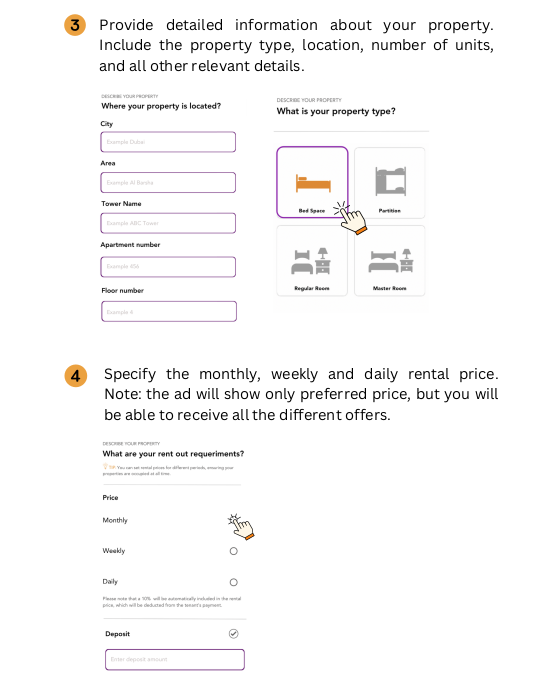 3
Provide detailed information about your property.
Include the property type, location, number of units,
and all other relevant details.
DESCRIBE YOUR PROPERTY
Where your property is located?
City
Example Dubai
Area
Example Al Barsha
Tower Name
Example ABC Tower
Apartment number
Example 456
Floor number
Example 4
DESCRIBE YOUR PROPERTY
What is your property type?
Bed Space
Partition
Regular Room
Master Room
4
Specify the monthly, weekly and daily rental price.
Note: the ad will show only preferred price, but you will
be able to receive all the different offers.
DESCRIBE YOUR PROPERTY
What are your rent out requeriments?
You can set rental prices for different periods, ensuring your
properties are occupied at all time
Price
Monthly
Weekly
Daily
Please note that a 10% will be automatically included in the rental
price, which will be deducted from the tenant's payment.
Deposit
Enter deposit amount